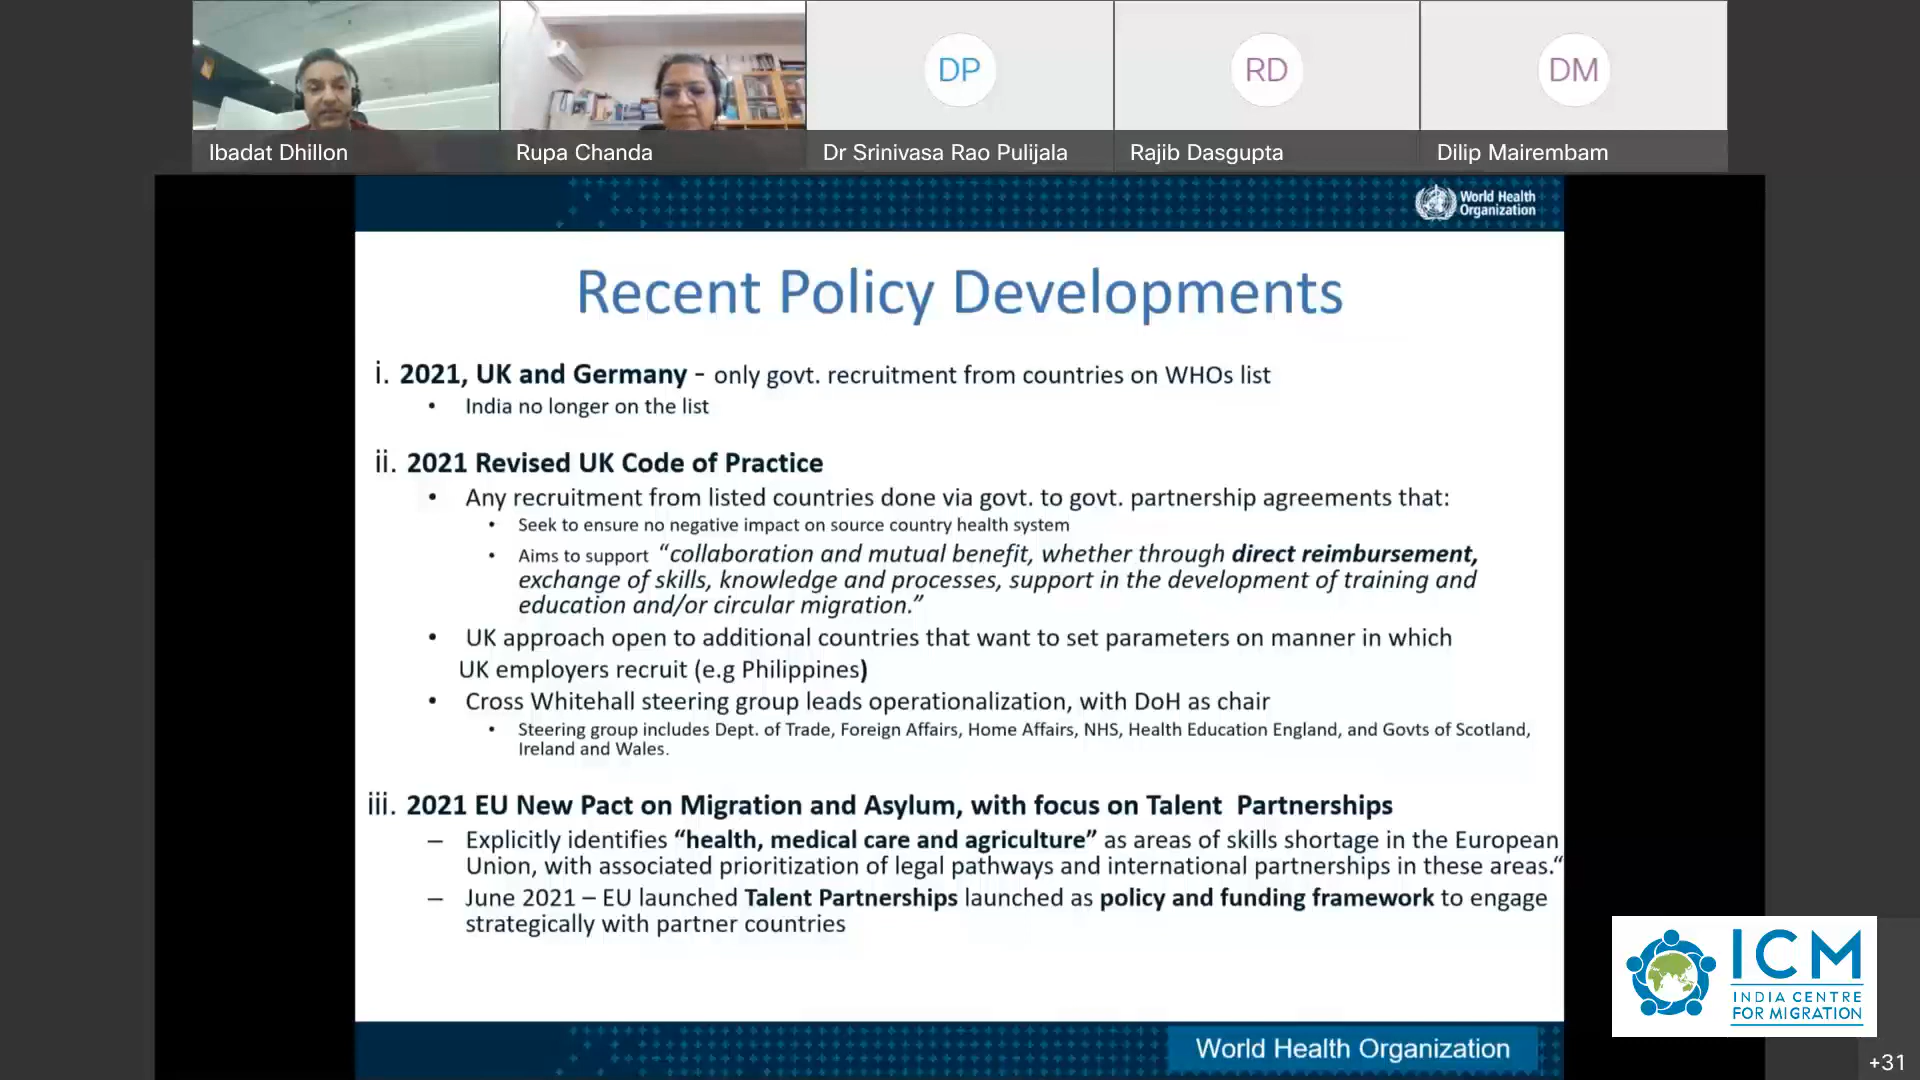 DP
RD
DM
Ibadat Dhillon
Rupa Chanda
Dr Srinivasa Rao Pulijala
Rajib Dasgupta
Dilip Mairembam
World Health
Organization
Recent Policy Developments
i. 2021, UK and Germany - only govt. recruitment from countries on WHOs list
• India no longer on the list
ii. 2021 Revised UK Code of Practice
• Any recruitment from listed countries done via govt. to govt. partnership agreements that:
• Seek to ensure no negative impact on source country health system
• Aims to support “collaboration and mutual benefit, whether through direct reimbursement,
exchange of skills, knowledge and processes, support in the development of training and
education and/or circular migration.”
• UK approach open to additional countries that want to set parameters on manner in which
UK employers recruit (e.g Philippines)
• Cross Whitehall steering group leads operationalization, with DoH as chair
• Steering group includes Dept. of Trade, Foreign Affairs, Home Affairs, NHS, Health Education England, and Govts of Scotland,
Ireland and Wales.
iii. 2021 EU New Pact on Migration and Asylum, with focus on Talent Partnerships
– Explicitly identifies “health, medical care and agriculture” as areas of skills shortage in the European
Union, with associated prioritization of legal pathways and international partnerships in these areas.“
– June 2021 – EU launched Talent Partnerships launched as policy and funding framework to engage
strategically with partner countries
World Health Organization
ICM
INDIA CENTRE
FOR MIGRATION
+31